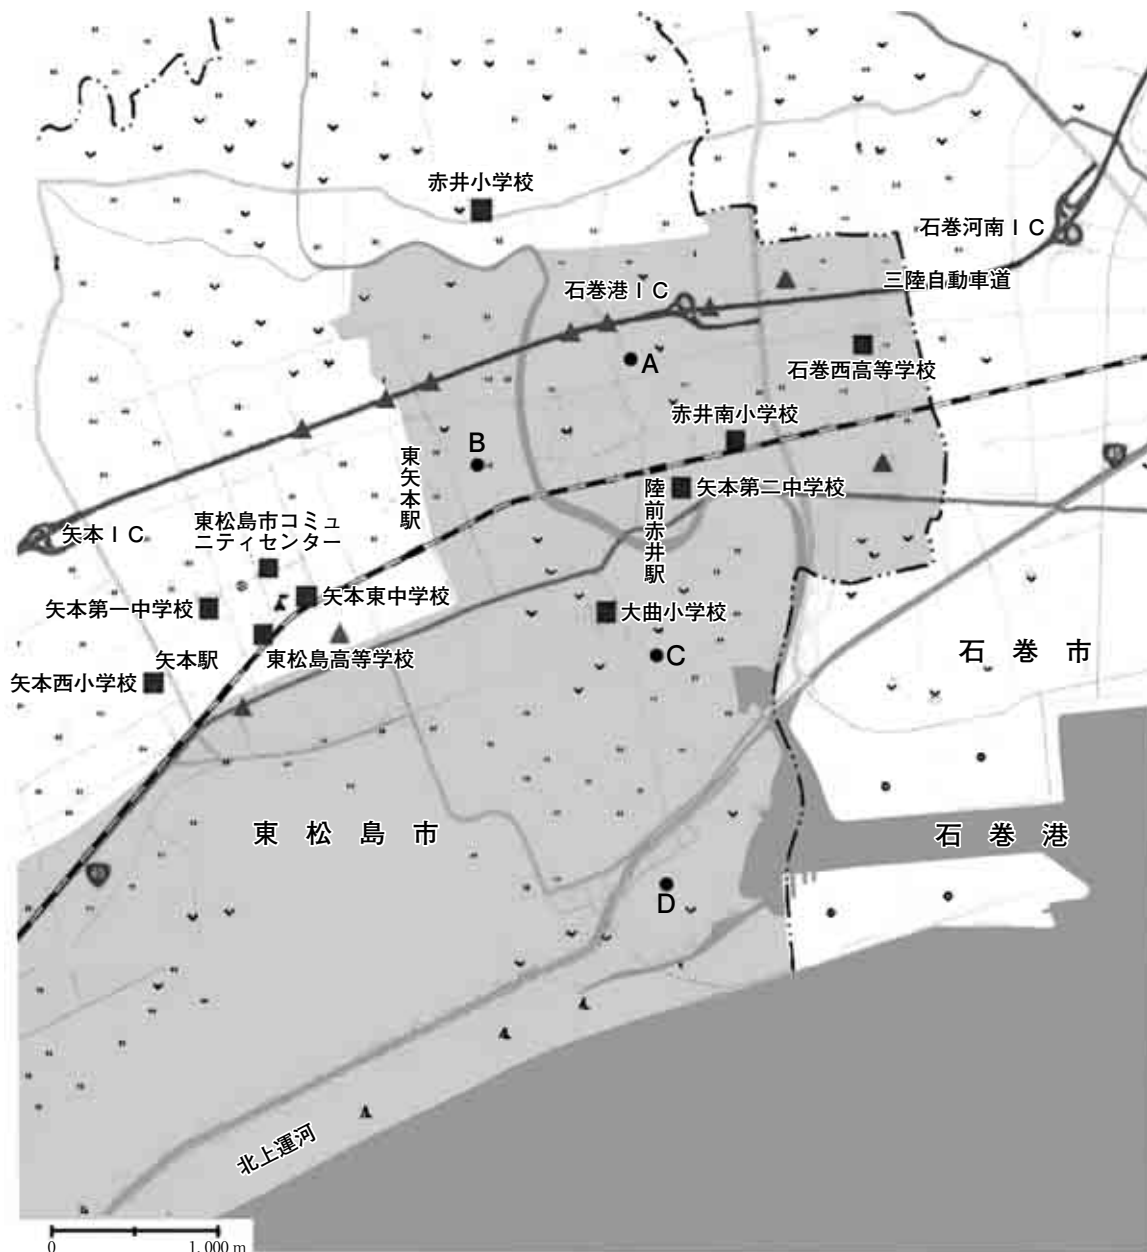 赤井小学校
石巻河南IC
石巻港IC
三陸自動車道
A
石巻西高等学校
赤井南小学校
B
東矢本駅
陸前赤井駅
矢本第二中学校
矢本IC
東松島市コミュ
ニティセンター
矢本東中学校
矢本第一中学校
大曲小学校
C
矢本駅
東松島高等学校
矢本西小学校
石巻市
東松島市
石巻港
D
北上運河
0
1,000 m